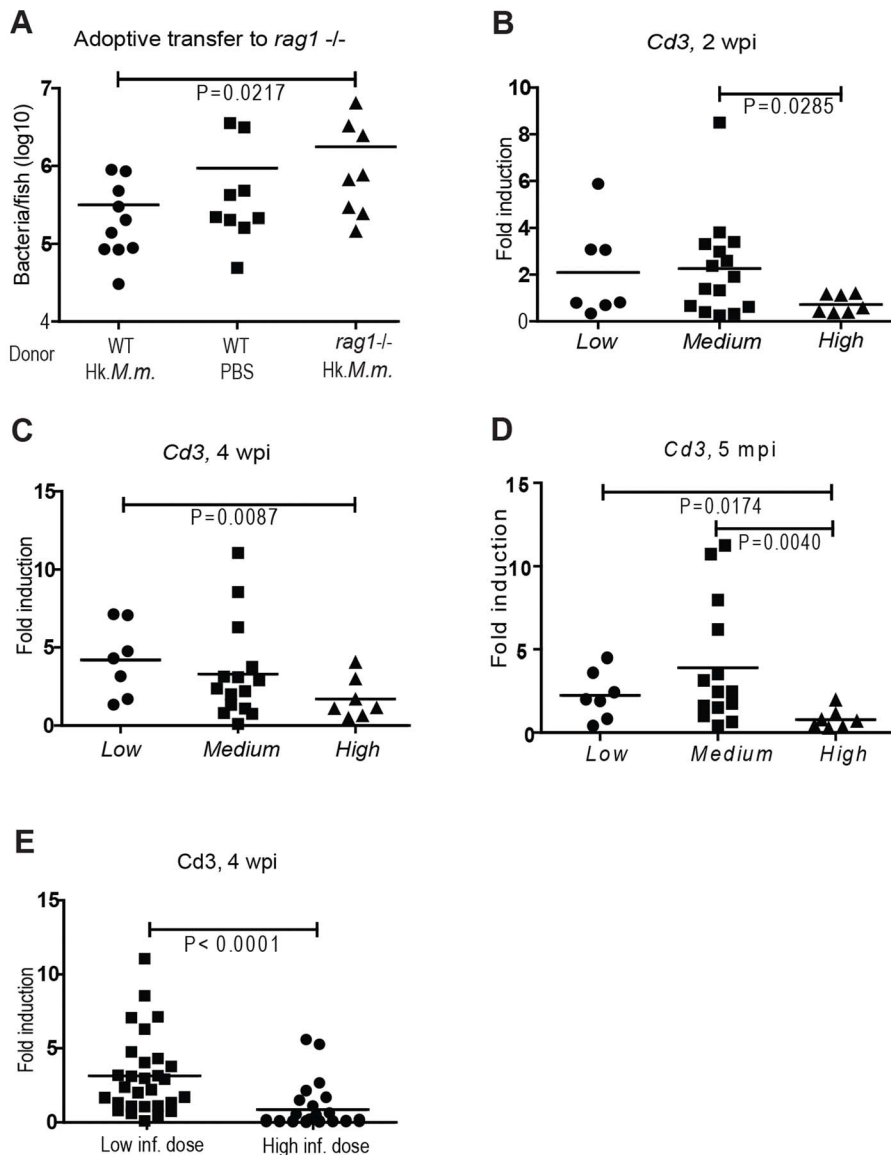 A
Adoptive transfer to rag1 -/-
P=0.0217
Bacteria/fish (log10)
7
6
5
4
Donor
WT
Hk.M.m.
WT
PBS
rag1-/-
Hk.M.m.
B
Cd3, 2 wpi
P=0.0285
Fold induction
10
8
6
4
2
0
Low
Medium
High
C
Cd3, 4 wpi
P=0.0087
Fold induction
15
10
5
0
Low
Medium
High
D
Cd3, 5 mpi
P=0.0174
P=0.0040
Fold induction
15
10
5
0
Low
Medium
High
E
Cd3, 4 wpi
P< 0.0001
Fold induction
15
10
5
0
Low inf. dose
High inf. dose